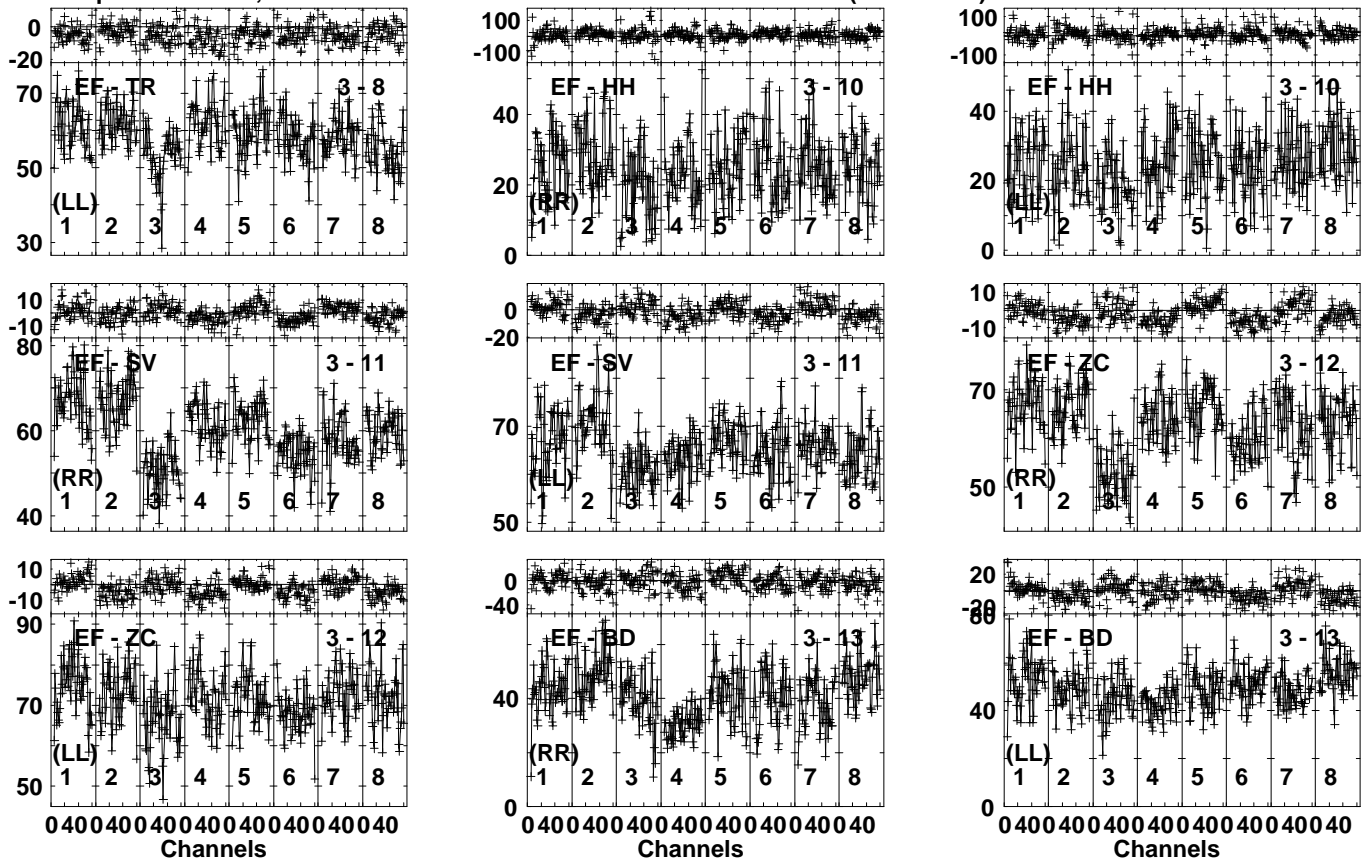 0 100 100
-20 -100 -100
EF - TR 3 - 8 EF - HH 3 - 10 EF - HH 3 - 10
70 40 60
50 20 40
30 0 20
0
(LL) (RR) (LL)
1 2 3 4 5 6 7 8 1 2 3 4 5 6 7 8 1 2 3 4 5 6 7 8
10 0 10
-10 -20 -10
EF - SV 3 - 11 EF - SV 3 - 11 EF - ZC 3 - 12
80 70 70
60 50 50
40
(RR) (LL) (RR)
1 2 3 4 5 6 7 8 1 2 3 4 5 6 7 8 1 2 3 4 5 6 7 8
10 0 20
-10 -40 -20
EF - ZC 3 - 12 EF - BD 3 - 13 EF - BD 3 - 13
90 40 80
70 0 40
50 0
(LL) (RR) (LL)
1 2 3 4 5 6 7 8 1 2 3 4 5 6 7 8 1 2 3 4 5 6 7 8
0 40 0 40 0 40 0 40 0 40 0 40 0 40 0 40 0 40 0 40 0 40 0 40 0 40 0 40 0 40 0 40 0 40 0 40 0 40 0 40 0 40 0 40 0 40 0 40
Channels Channels Channels